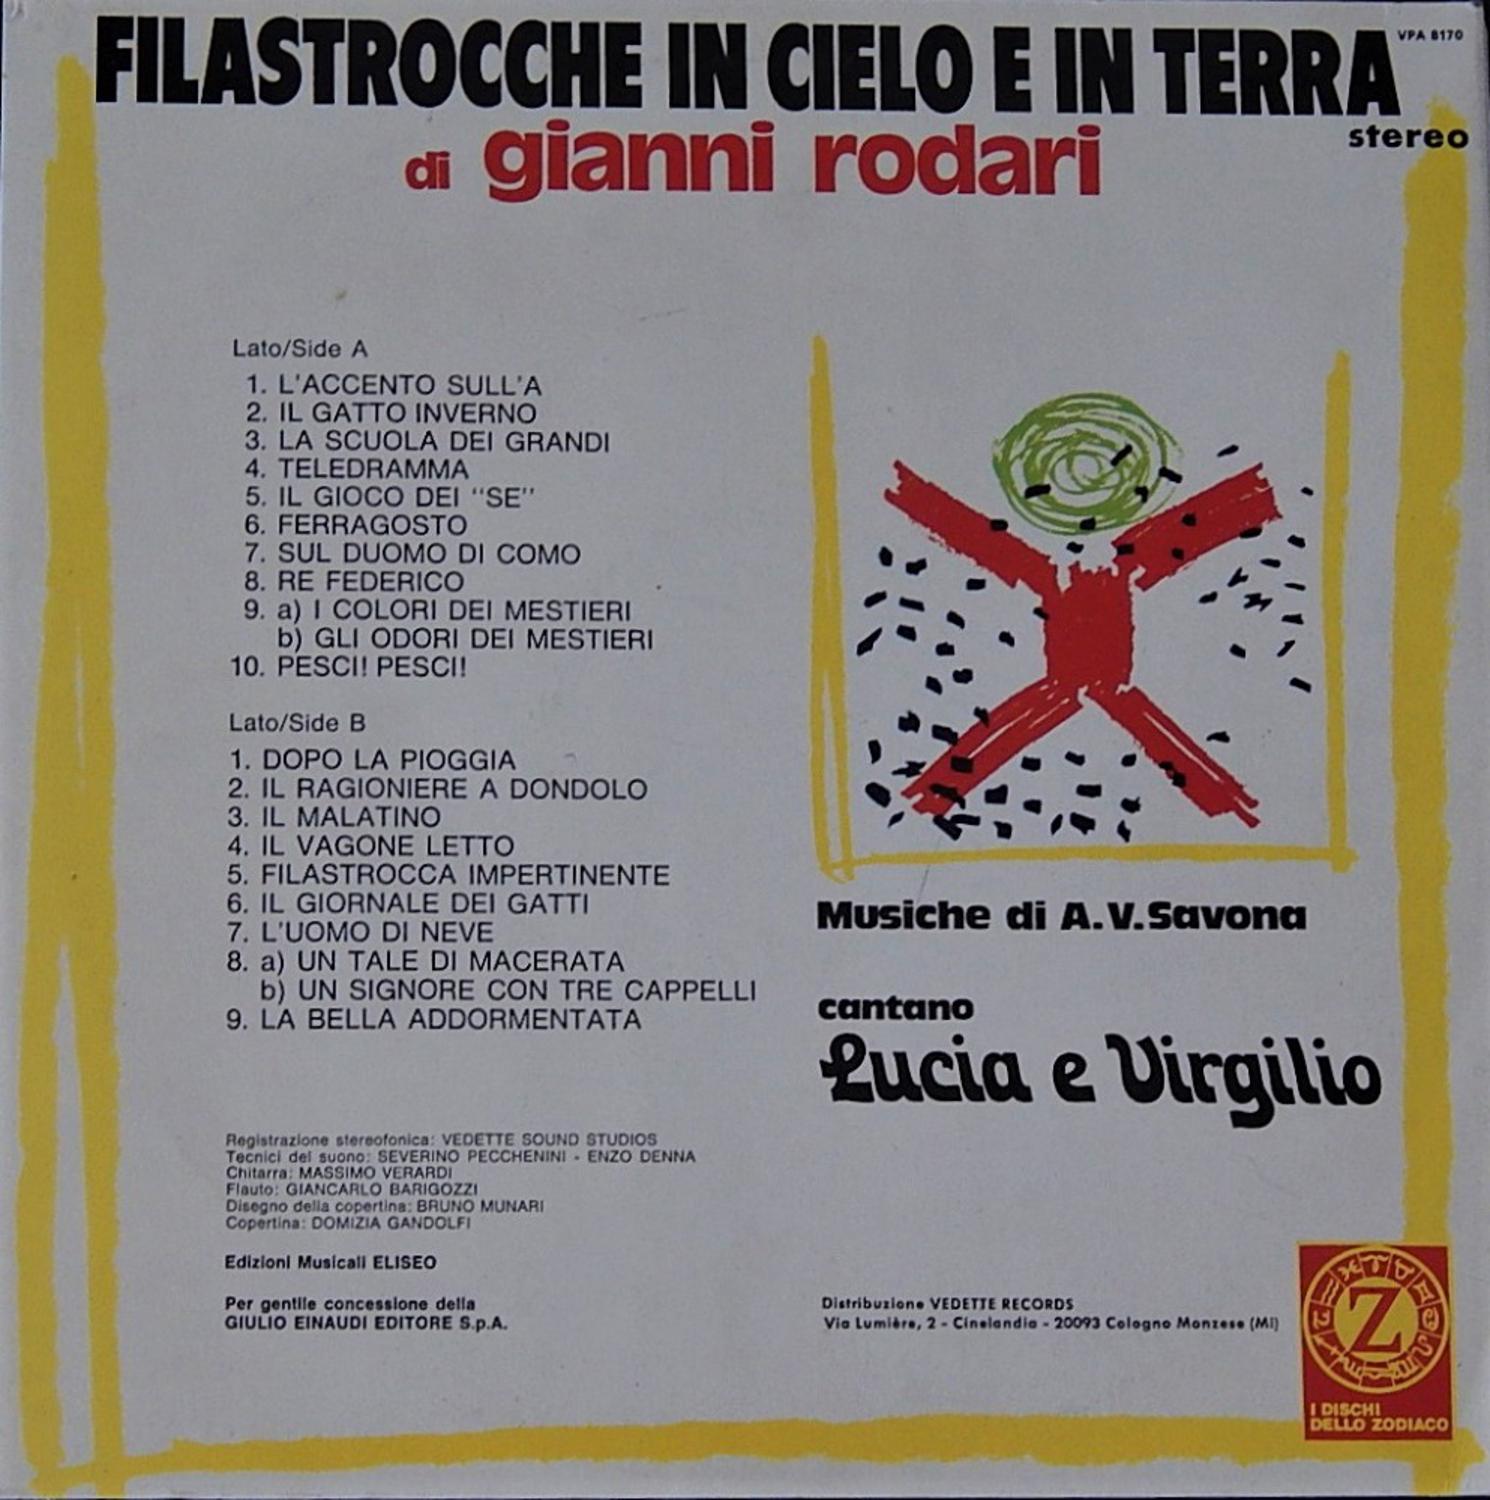 FILASTROCCHE IN CIELO E IN TERRA
VPA 8170
stereo
di gianni rodari
Lato/Side A
1. L'ACCENTO SULL'A
2. IL GATTO INVERNO
3. LA SCUOLA DEI GRANDI
4. TELEDRAMMA
5. IL GIOCO DEI "SE"
6. FERRAGOSTO
7. SUL DUOMO DI COMO
8. RE FEDERICO
9. a) I COLORI DEI MESTIERI
b) GLI ODORI DEI MESTIERI
10. PESCI! PESCI!
Lato/Side B
1. DOPO LA PIOGGIA
2. IL RAGIONIERE A DONDOLO
3. IL MALATINO
4. IL VAGONE LETTO
5. FILASTROCCA IMPERTINENTE
6. IL GIORNALE DEI GATTI
7. L'UOMO DI NEVE
8. a) UN TALE DI MACERATA
b) UN SIGNORE CON TRE CAPPELLI
9. LA BELLA ADDORMENTATA
Musiche di A.V.Savona
cantano
Lucia e Virgilio
Registrazione stereofonica: VEDETTE SOUND STUDIOS
Tecnici del suono: SEVERINO PECCHENINI - ENZO DENNA
Chitarra: MASSIMO VERARDI
Flauto: GIANCARLO BARIGOZZI
Disegno della copertina: BRUNO MUNARI
Copertina: DOMIZIA GANDOLFI
Edizioni Musicali ELISEO
Per gentile concessione della
GIULIO EINAUDI EDITORE S.p.A.
Distribuzione VEDETTE RECORDS
Via Lumière, 2 - Cinelandia - 20093 Cologno Monzese (MI)
Z
I DISCHI
DELLO ZODIACO